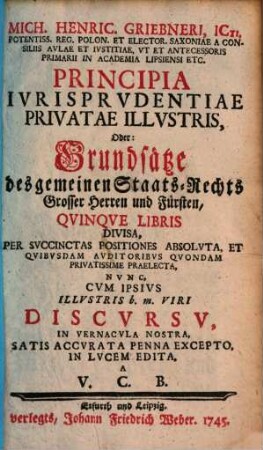 MICH. HENRIC. GRIEBNERI, ICTI,
POTENTISS. REG. POLON. ET ELECTOR. SAXONIAE A CON-
SILIIS AVLAE ET IVSTITIAE, VT ET ANTECESSORIS
PRIMARII IN ACADEMIA LIPSIENSI ETC.
PRINCIPIA
IVRISPRVDENTIAE
PRIVATAE ILLVSTRIS,
Oder:
Grundsätze
des gemeinen Staats-Rechts
Grosser Herren und Fürsten,
QVINQVE LIBRIS
DIVISA,
PER SVCCINCTAS POSITIONES ABSOLVTA, ET
QVIBVSDAM AVDITORIBVS QVONDAM
PRIVATISSIME PRAELECTA,
NVNC,
CVM IPSIVS
ILLVSTRIS b. m. VIRI
DISCVRSV,
IN VERNACVLA NOSTRA,
SATIS ACCVRATA PENNA EXCEPTO,
IN LVCEM EDITA,
A
V. C. B.
Erfurth und Leipzig.
verlegts, Johann Friedrich Weber. 1745.